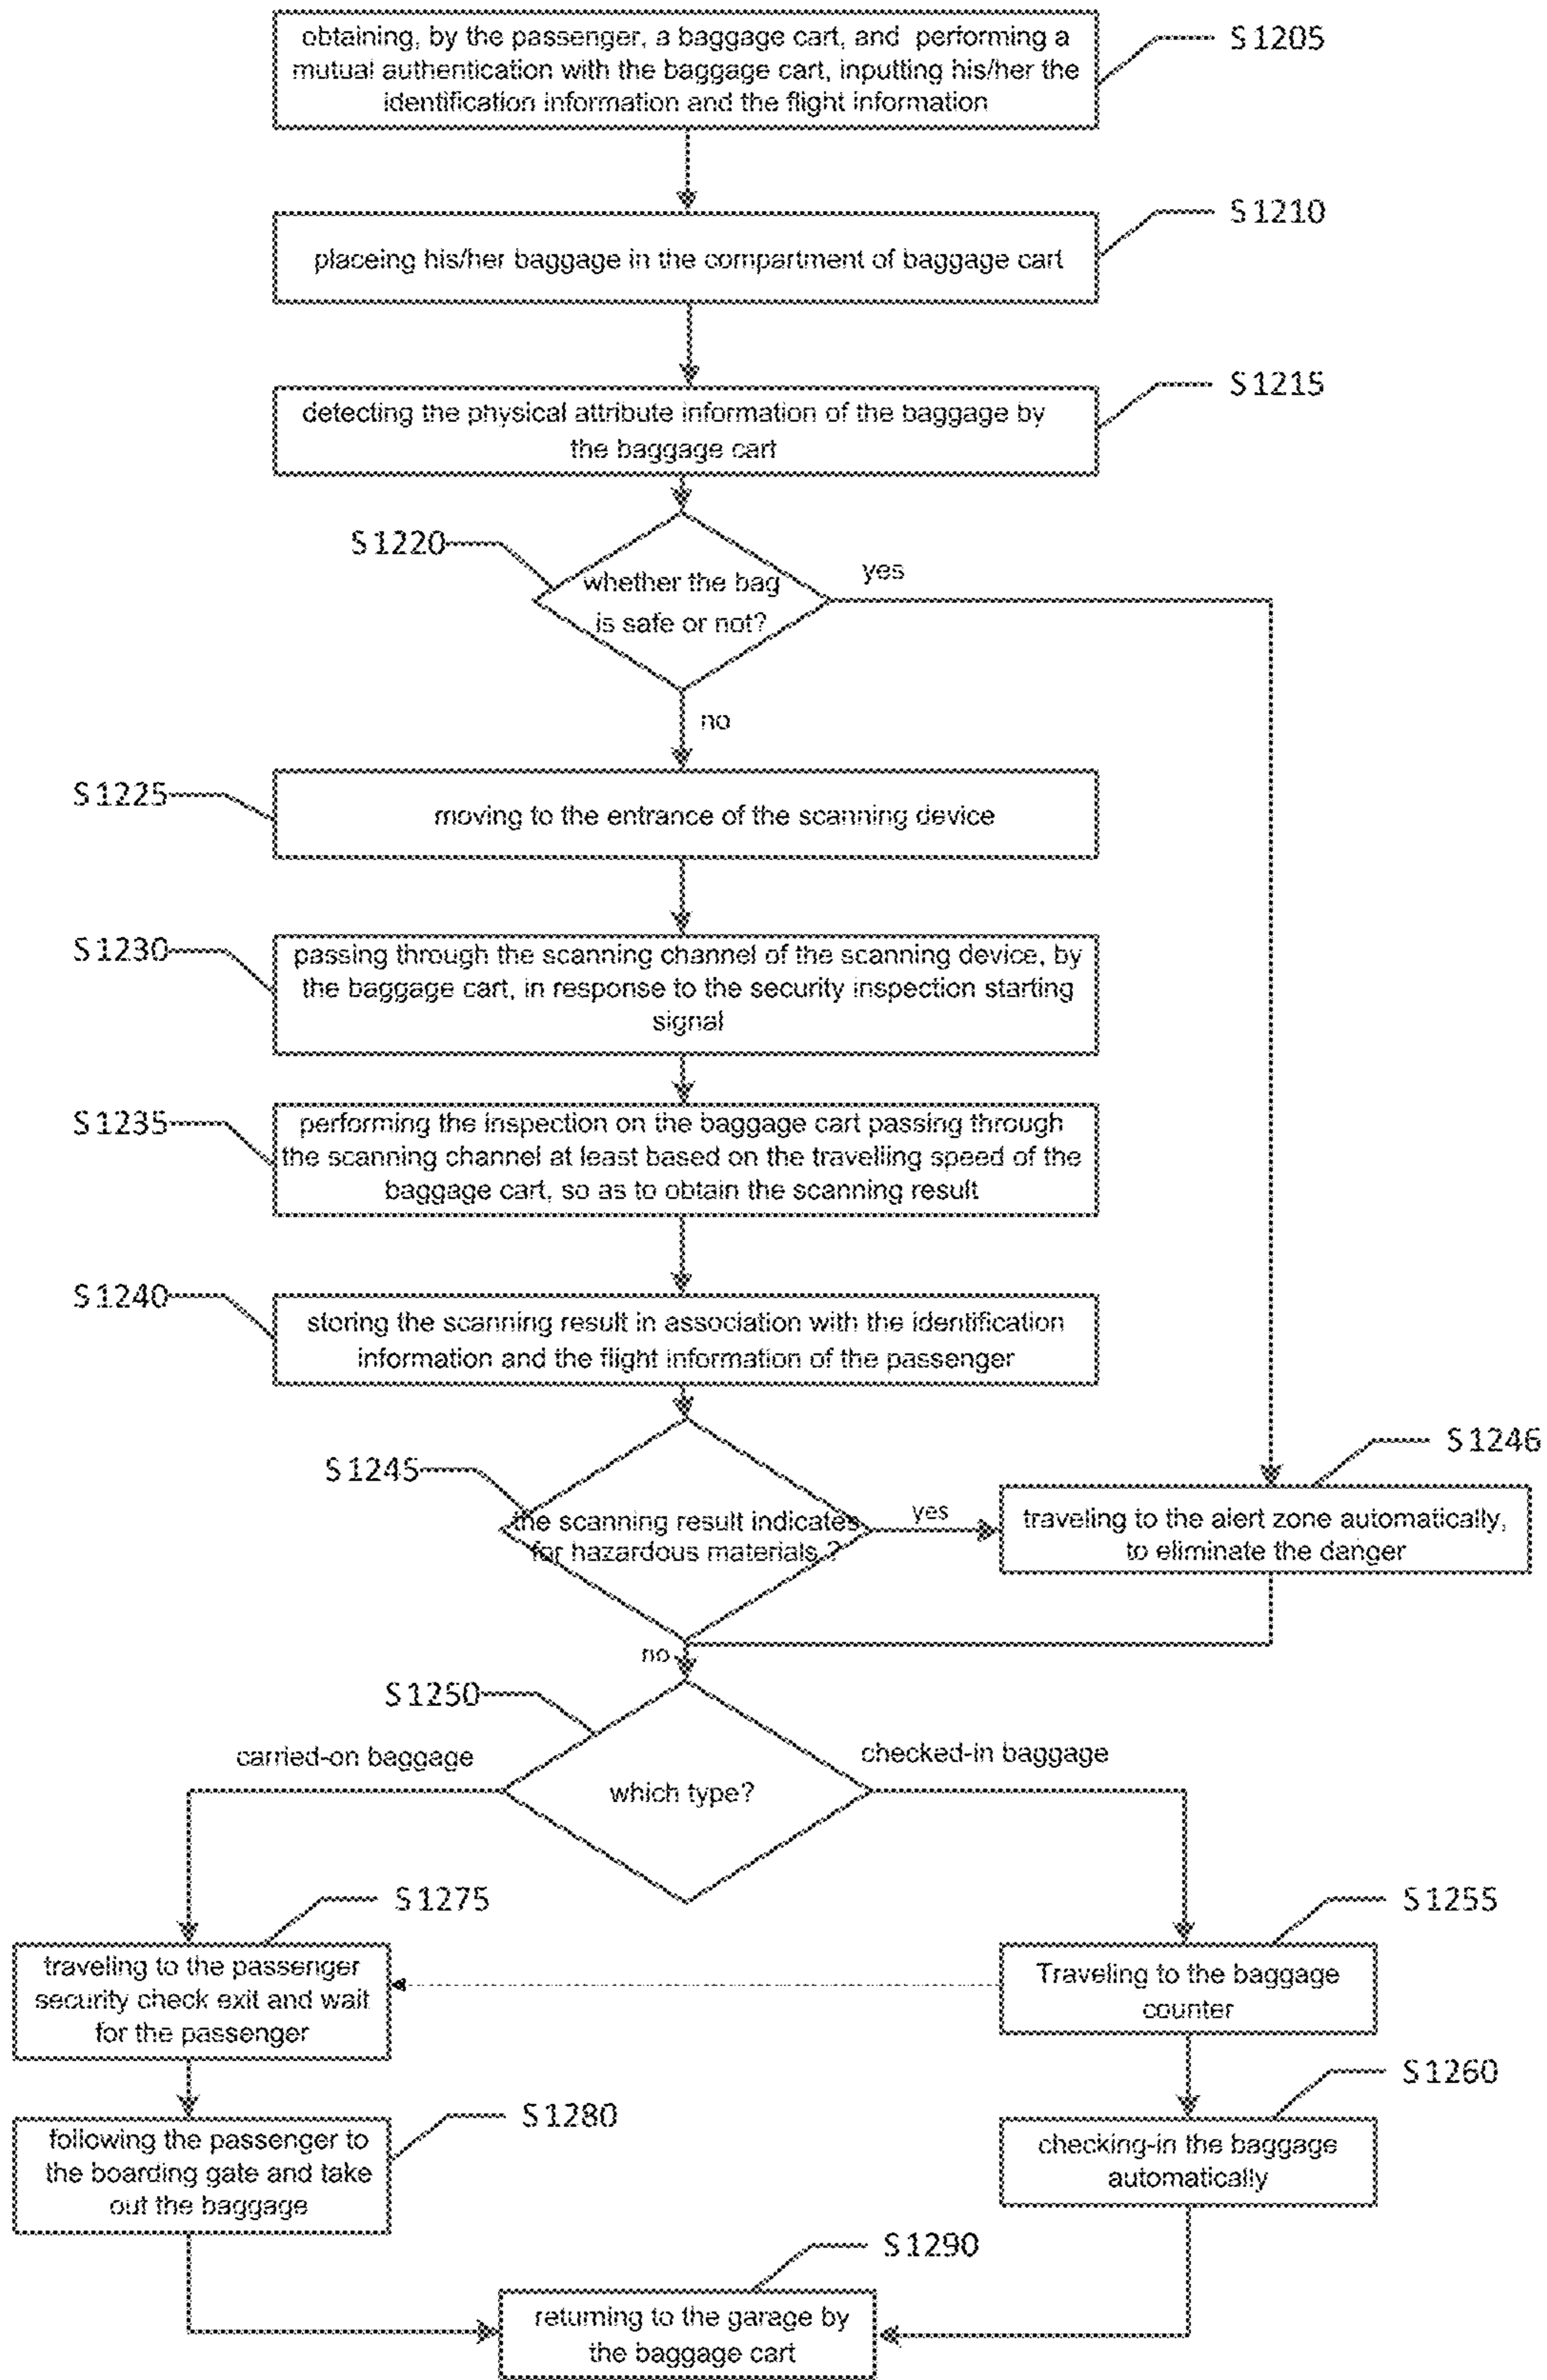 obtaining, by the passenger, a baggage cart, and performing a
mutual authentication with the baggage cart, inputting his/her the
identification information and the flight information
S1205
S1210
placeing his/her baggage in the compartment of baggage cart
S1215
detecting the physical attribute information of the baggage by
the baggage cart
S1220
whether the bag
is safe or not?
yes
no
S1225
moving to the entrance of the scanning device
S1230
passing through the scanning channel of the scanning device, by
the baggage cart, in response to the security inspection starting
signal
S1235
performing the inspection on the baggage cart passing through
the scanning channel at least based on the travelling speed of the
baggage cart, so as to obtain the scanning result
S1240
storing the scanning result in association with the identification
information and the flight information of the passenger
S1245
the scanning result indicates
for hazardous materials ?
yes
S1246
traveling to the alert zone automatically,
to eliminate the danger
no
S1250
which type?
carried-on baggage
checked-in baggage
S1275
traveling to the passenger
security check exit and wait
for the passenger
S1255
Traveling to the baggage
counter
S1280
following the passenger to
the boarding gate and take
out the baggage
S1260
checking-in the baggage
automatically
S1290
returning to the garage by
the baggage cart